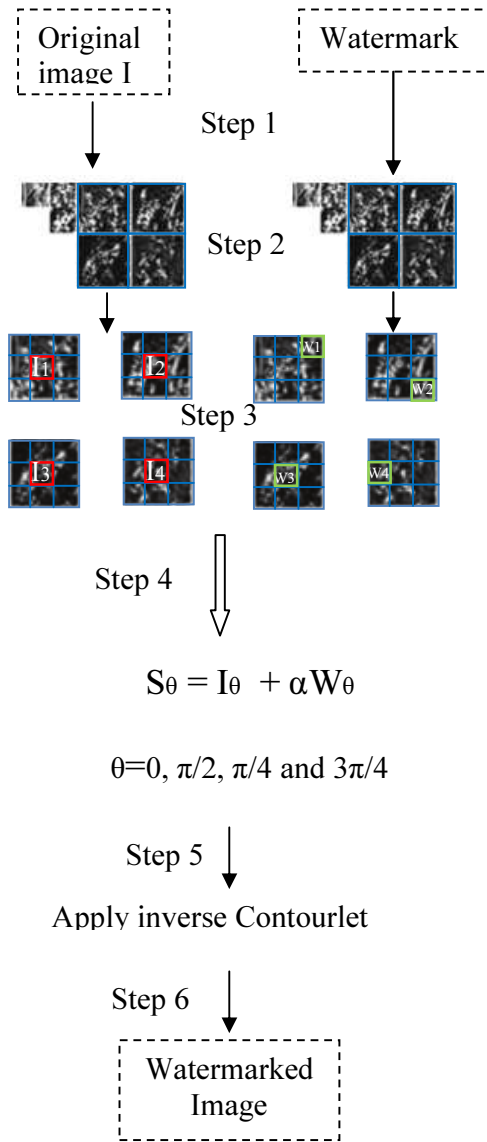 Original
image I
Watermark
Step 1
Step 2
I1
I2
W1
W2
Step 3
I3
I4
W3
W4
Step 4
Sθ = Iθ + αWθ
θ=0, π/2, π/4 and 3π/4
Step 5
Apply inverse Contourlet
Step 6
Watermarked
Image